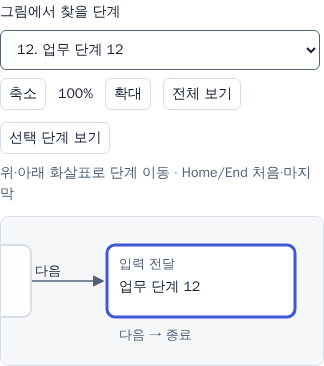 그림에서 찾을 단계
12. 업무 단계 12
축소 100% 확대 전체 보기
선택 단계 보기
위·아래 화살표로 단계 이동 · Home/End 처음·마지
막
다음
입력 전달
업무 단계 12
다음 → 종료